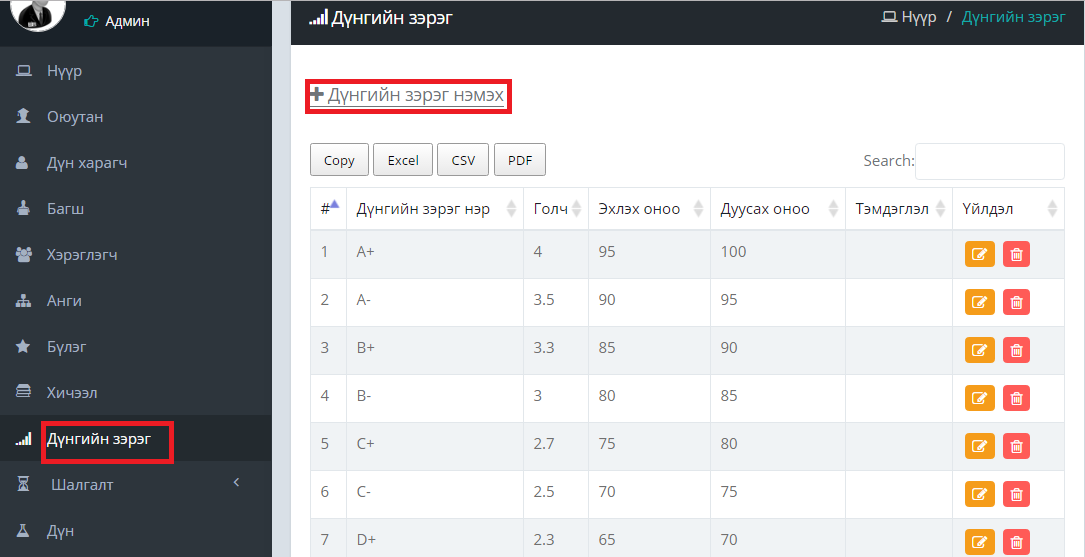 Админ
Нүүр
Оюутан
Дүн харагч
Багш
Хэрэглэгч
Анги
Бүлэг
Хичээл
Дүнгийн зэрэг
Шалгалт
Дүн
Дүнгийн зэрэг
Нүүр / Дүнгийн зэрэг
Дүнгийн зэрэг нэмэх
Copy Excel CSV PDF Search:
# Дүнгийн зэрэг нэр Голч Эхлэх оноо Дуусах оноо Тэмдэглэл Үйлдэл
1 A+ 4 95 100
2 A- 3.5 90 95
3 B+ 3.3 85 90
4 B- 3 80 85
5 C+ 2.7 75 80
6 C- 2.5 70 75
7 D+ 2.3 65 70